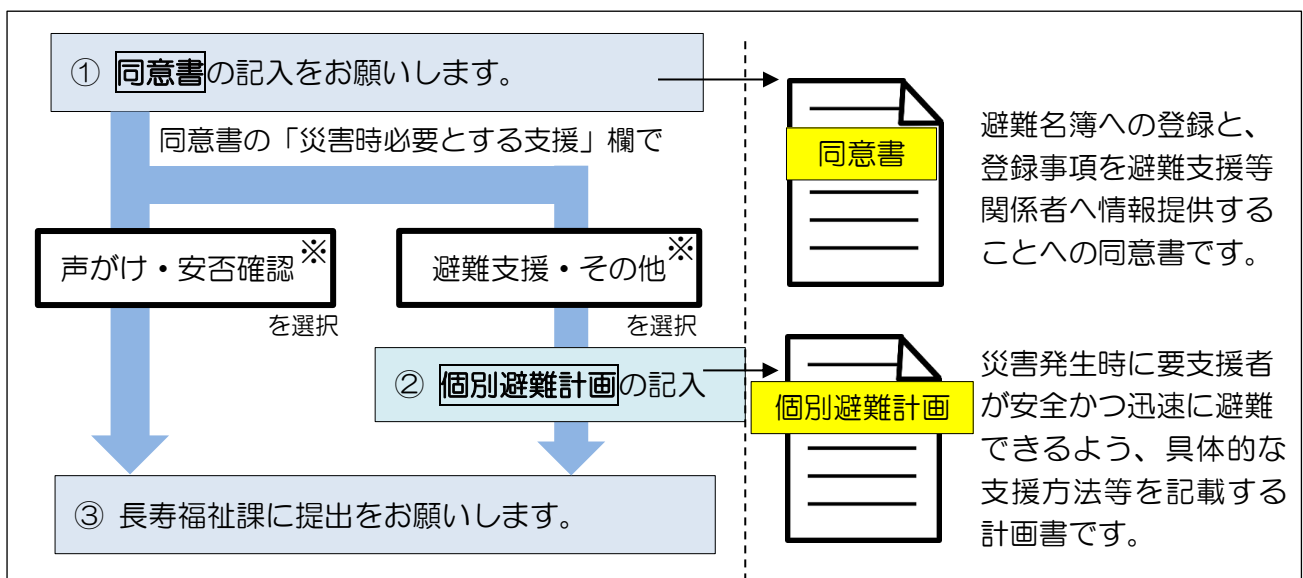 ① 同意書の記入をお願いします。
同意書の「災害時必要とする支援」欄で
声がけ・安否確認※
を選択
避難支援・その他※
を選択
② 個別避難計画の記入
③ 長寿福祉課に提出をお願いします。
同意書
避難名簿への登録と、
登録事項を避難支援等
関係者へ情報提供する
ことへの同意書です。
個別避難計画
災害発生時に要支援者
が安全かつ迅速に避難
できるよう、具体的な
支援方法等を記載する
計画書です。